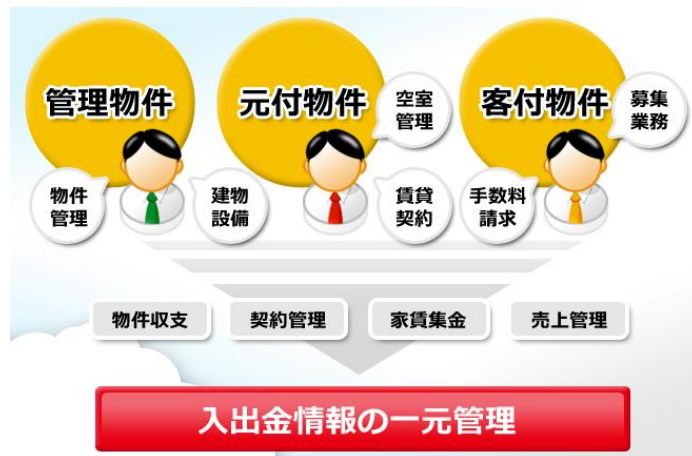 管理物件
元付物件
客付物件
空室
管理
募集
業務
物件
管理
建物
設備
賃貸
契約
手数料
請求
物件収支
契約管理
家賃集金
売上管理
入出金情報の一元管理